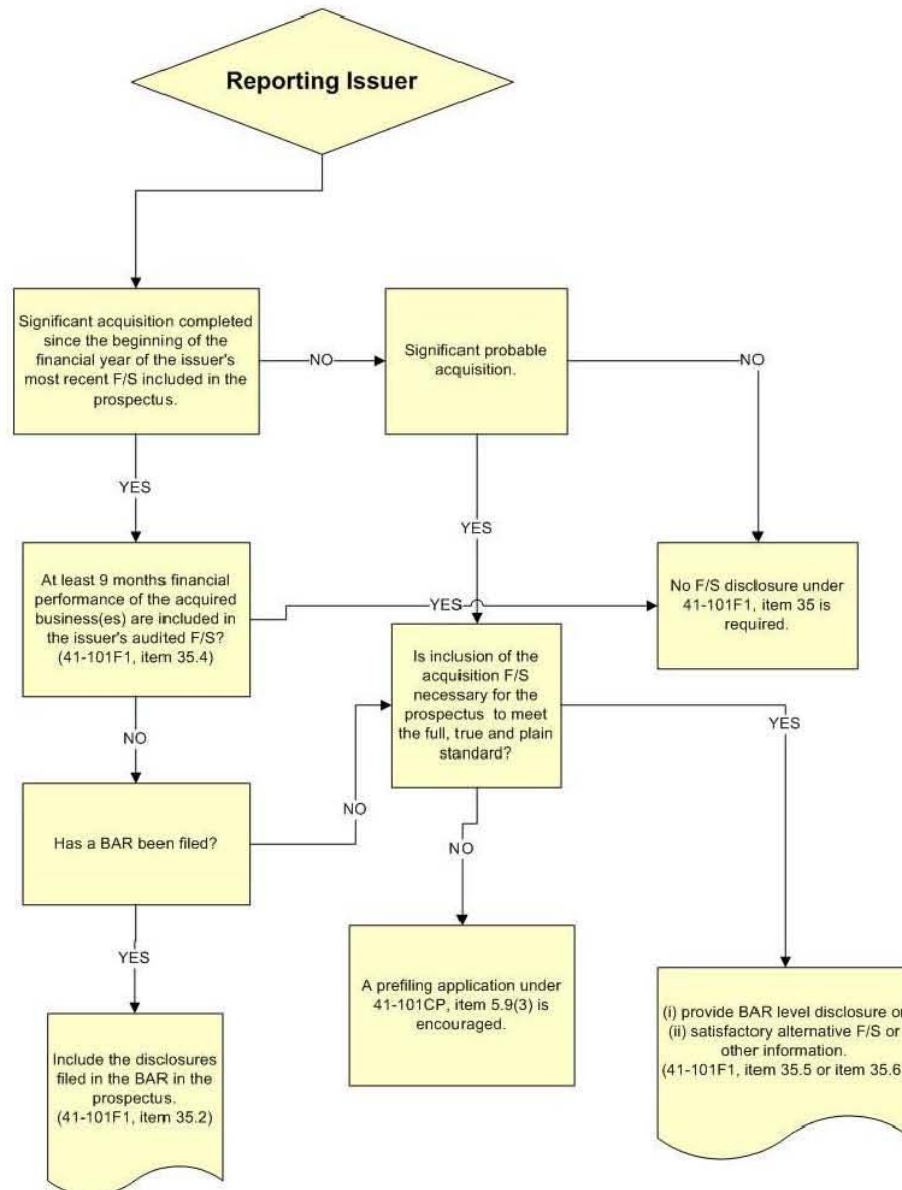 Reporting Issuer
Significant acquisition completed
since the beginning of the
financial year of the issuer's
most recent F/S included in the
prospectus.
NO
Significant probable
acquisition.
NO
YES
YES
At least 9 months financial
performance of the acquired
business(es) are included in
the issuer's audited F/S?
(41-101F1, item 35.4)
YES
No F/S disclosure under
41-101F1, item 35 is
required.
Is inclusion of the
acquisition F/S
necessary for the
prospectus to meet
the full, true and plain
standard?
YES
NO
Has a BAR been filed?
NO
NO
YES
A prefiling application under
41-101CP, item 5.9(3) is
encouraged.
(i) provide BAR level disclosure or
(ii) satisfactory alternative F/S or
other information.
(41-101F1, item 35.5 or item 35.6
Include the disclosures
filed in the BAR in the
prospectus.
(41-101F1, item 35.2)